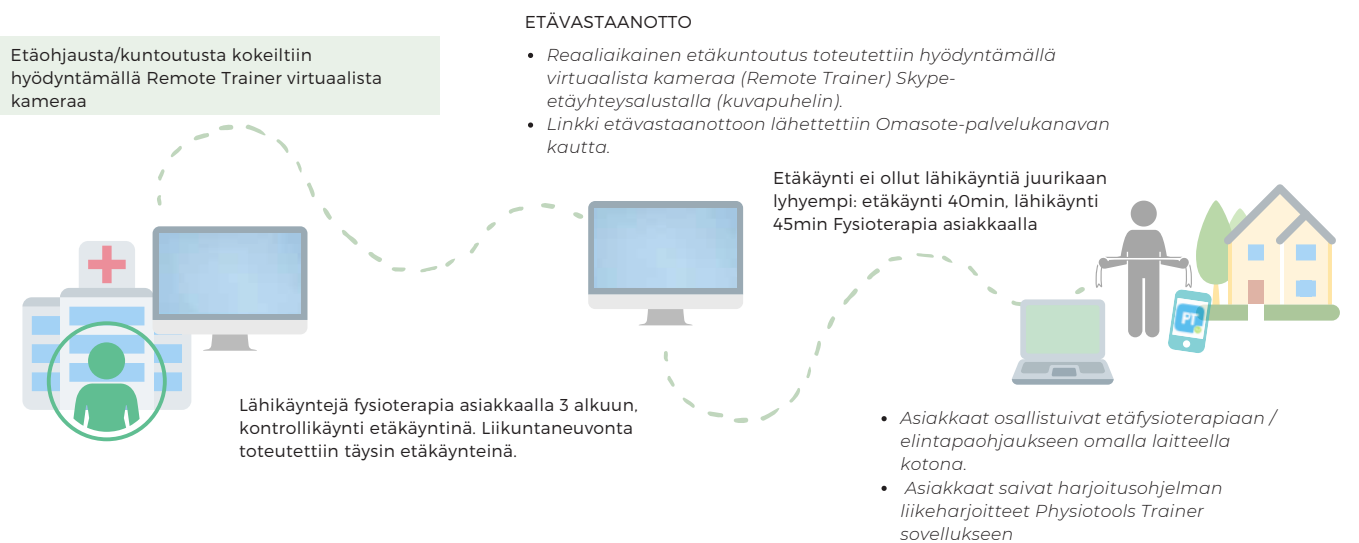 Etäohjausta/kuntoutusta kokeiltiin
hyödyntämällä Remote Trainer virtuaalista
kameraa
ETÄVASTAANOTTO
• Reaaliaikainen etäkuntoutus toteutettiin hyödyntämällä
virtuaalista kameraa (Remote Trainer) Skype-
etäyhteysalustalla (kuvapuhelin).
• Linkki etävastaanottoon lähettettiin Omasote-palvelukanavan
kautta.
Etäkäynti ei ollut lähikäyntiä juurikaan
lyhyempi: etäkäynti 40min, lähikäynti
45min Fysioterapia asiakkaalla
PT
Lähikäyntejä fysioterapia asiakkaalla 3 alkuun,
kontrollikäynti etäkäyntinä. Liikuntaneuvonta
toteutettiin täysin etäkäynteinä.
• Asiakkaat osallistuivat etäfysioterapiaan /
elintapaohjaukseen omalla laitteella
kotona.
• Asiakkaat saivat harjoitusohjelman
liikeharjoitteet Physiotools Trainer
sovellukseen